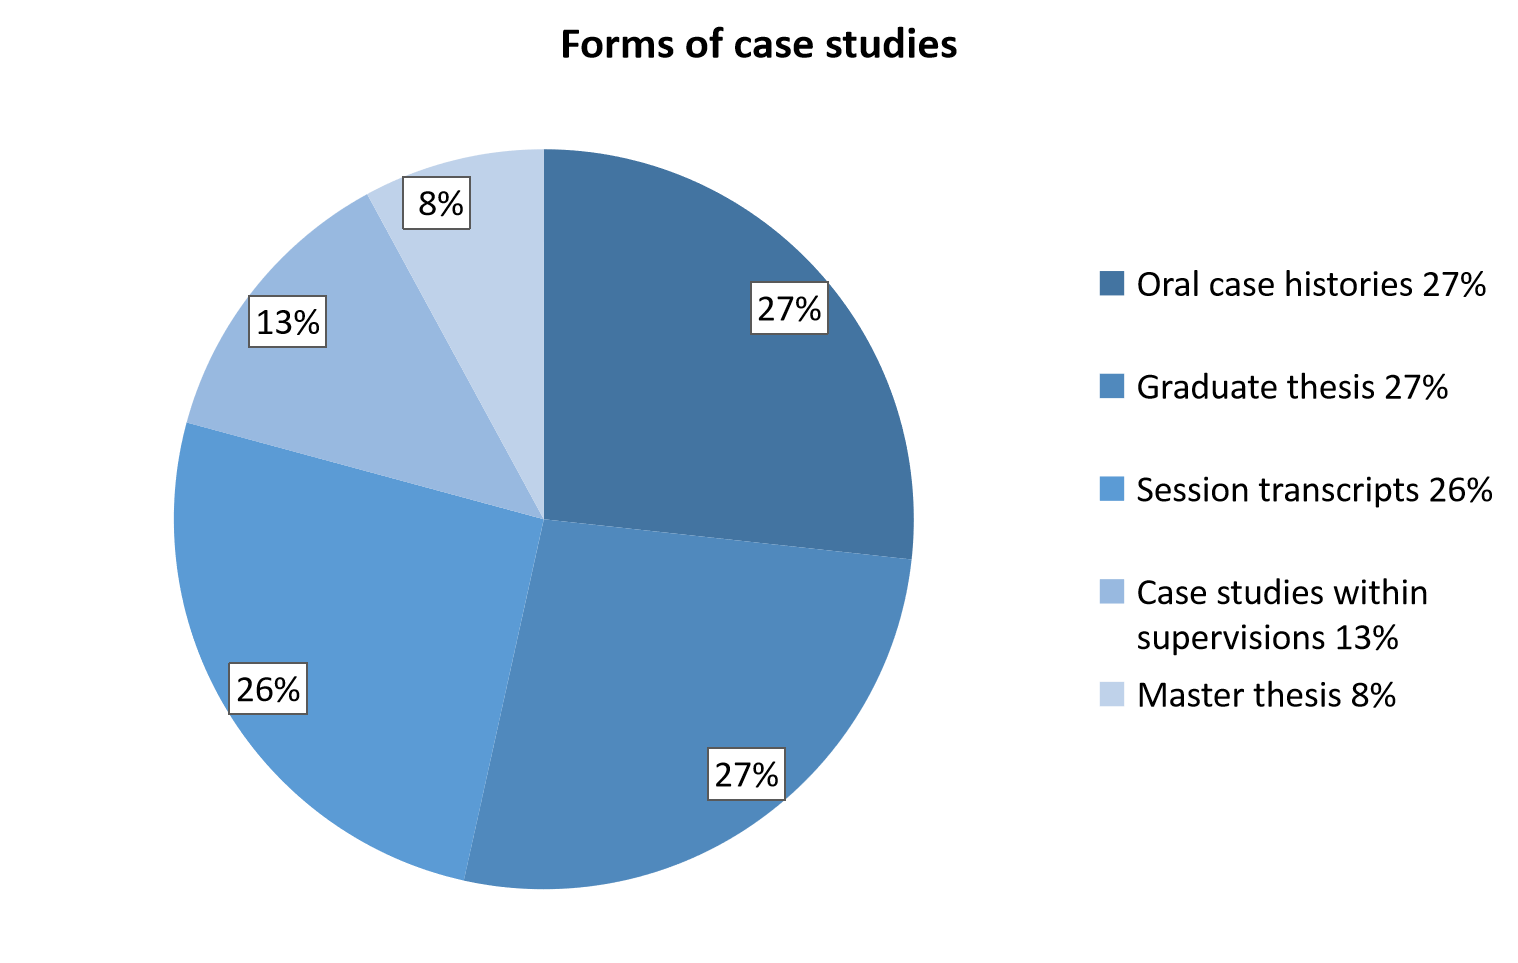 Forms of case studies
8%
27%
13%
26%
27%
Oral case histories 27%
Graduate thesis 27%
Session transcripts 26%
Case studies within
supervisions 13%
Master thesis 8%